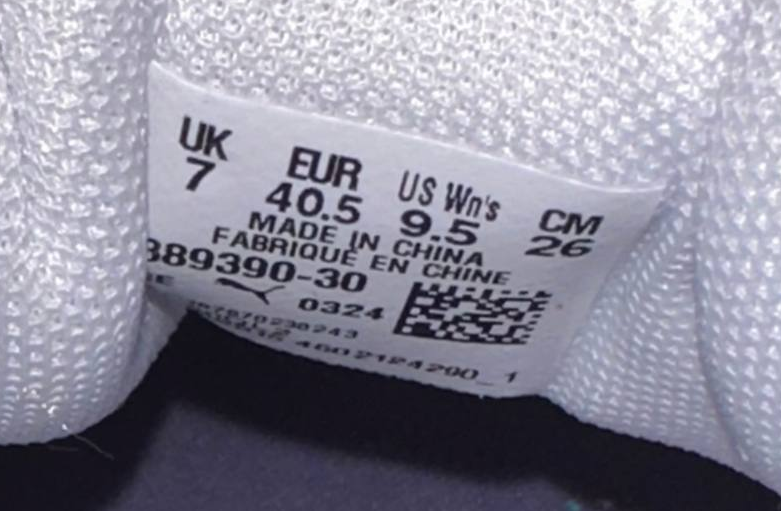 UK EUR US Wn's CM
7 40.5 9.5 26
MADE IN CHINA
FABRIQUÉ EN CHINE
389390-30
0324
4602124290_1